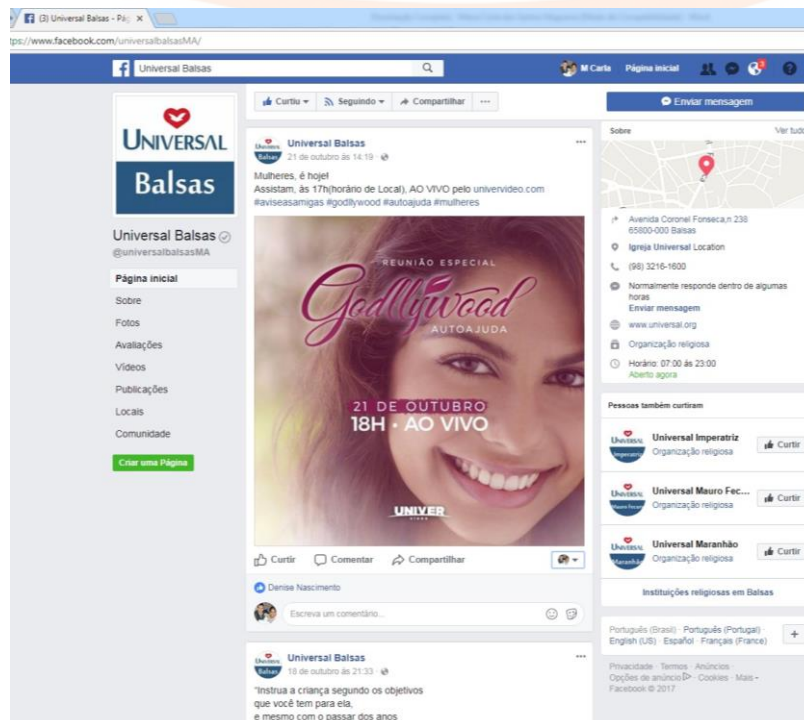 (3) Universal Balsas - Pág
https://www.facebook.com/universalbalsasMA/
Universal Balsas
M Carla
Página inicial
3
UNIVERSAL
Balsas
Universal Balsas
@universalbalsasMA
Página inicial
Sobre
Fotos
Avaliações
Vídeos
Publicações
Locais
Comunidade
Criar uma Página
Curtiu
Seguindo
Compartilhar
Universal Balsas
21 de outubro às 14:19
Mulheres, é hoje!
Assistam, às 17h(horário de Local), AO VIVO pelo univervideo.com
#aviseasamigas #godllywood #autoajuda #mulheres
REUNIÃO ESPECIAL
Godllywood
AUTOAJUDA
21 DE OUTUBRO
18H • AO VIVO
UNIVER
Curtir
Comentar
Compartilhar
Denise Nascimento
Escreva um comentário...
Universal Balsas
18 de outubro às 21:33
"Instrua a criança segundo os objetivos
que você tem para ela,
e mesmo com o passar dos anos
Enviar mensagem
Sobre
Ver tudo
Avenida Coronel Fonseca,n 238
65800-000 Balsas
Igreja Universal Location
(98) 3216-1600
Normalmente responde dentro de algumas
horas
Enviar mensagem
www.universal.org
Organização religiosa
Horário: 07:00 às 23:00
Aberto agora
Pessoas também curtiram
Universal Imperatriz
Organização religiosa
Curtir
Universal Mauro Fec...
Organização religiosa
Curtir
Universal Maranhão
Organização religiosa
Curtir
Instituições religiosas em Balsas
Português (Brasil) · Português (Portugal) ·
English (US) · Español · Français (France)
Privacidade · Termos · Anúncios ·
Opções de anúncio · Cookies · Mais
Facebook © 2017